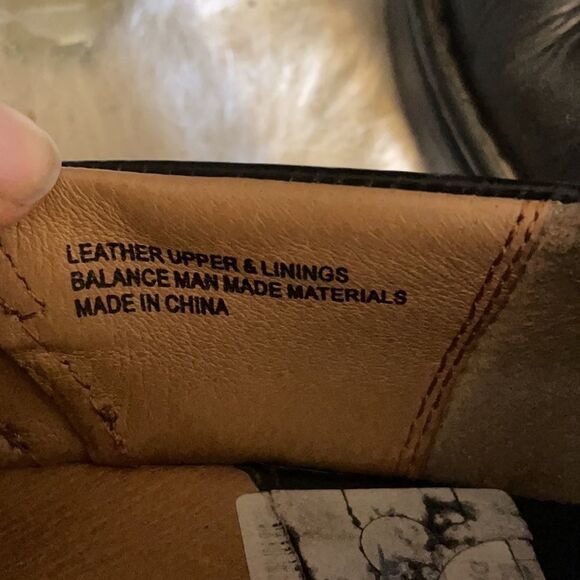 LEATHER UPPER & LININGS
BALANCE MAN MADE MATERIALS
MADE IN CHINA